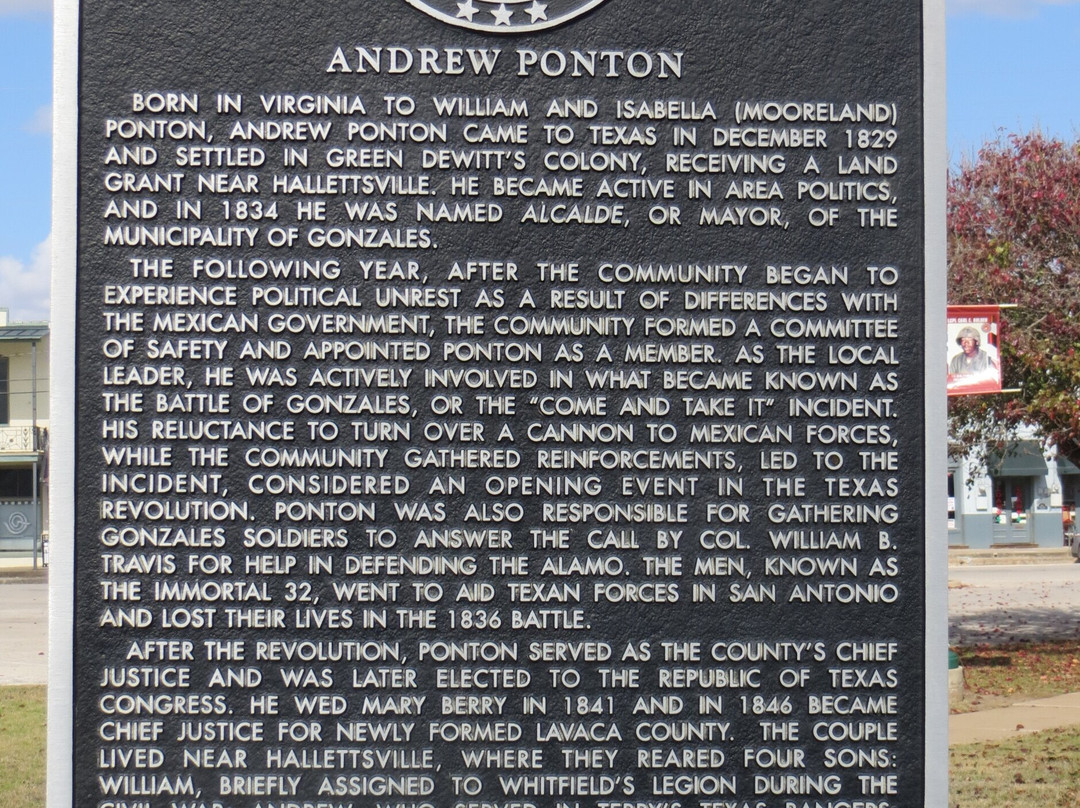 ANDREW PONTON
BORN IN VIRGINIA TO WILLIAM AND ISABELLA (MOORELAND)
PONTON, ANDREW PONTON CAME TO TEXAS IN DECEMBER 1829
AND SETTLED IN GREEN DEWITT'S COLONY, RECEIVING A LAND
GRANT NEAR HALLETTSVILLE. HE BECAME ACTIVE IN AREA POLITICS,
AND IN 1834 HE WAS NAMED ALCALDE, OR MAYOR, OF THE
MUNICIPALITY OF GONZALES.
THE FOLLOWING YEAR, AFTER THE COMMUNITY BEGAN TO
EXPERIENCE POLITICAL UNREST AS A RESULT OF DIFFERENCES WITH
THE MEXICAN GOVERNMENT, THE COMMUNITY FORMED A COMMITTEE
OF SAFETY AND APPOINTED PONTON AS A MEMBER. AS THE LOCAL
LEADER, HE WAS ACTIVELY INVOLVED IN WHAT BECAME KNOWN AS
THE BATTLE OF GONZALES, OR THE "COME AND TAKE IT" INCIDENT.
HIS RELUCTANCE TO TURN OVER A CANNON TO MEXICAN FORCES,
WHILE THE COMMUNITY GATHERED REINFORCEMENTS, LED TO THE
INCIDENT, CONSIDERED AN OPENING EVENT IN THE TEXAS
REVOLUTION. PONTON WAS ALSO RESPONSIBLE FOR GATHERING
GONZALES SOLDIERS TO ANSWER THE CALL BY COL. WILLIAM B.
TRAVIS FOR HELP IN DEFENDING THE ALAMO. THE MEN, KNOWN AS
THE IMMORTAL 32, WENT TO AID TEXAN FORCES IN SAN ANTONIO
AND LOST THEIR LIVES IN THE 1836 BATTLE.
AFTER THE REVOLUTION, PONTON SERVED AS THE COUNTY'S CHIEF
JUSTICE AND WAS LATER ELECTED TO THE REPUBLIC OF TEXAS
CONGRESS. HE WED MARY BERRY IN 1841 AND IN 1846 BECAME
CHIEF JUSTICE FOR NEWLY FORMED LAVACA COUNTY. THE COUPLE
LIVED NEAR HALLETTSVILLE, WHERE THEY REARED FOUR SONS:
WILLIAM, BRIEFLY ASSIGNED TO WHITFIELD'S LEGION DURING THE
CIVIL WAR; ANDREW, WHO SERVED IN TERRY'S TEXAS RANGERS